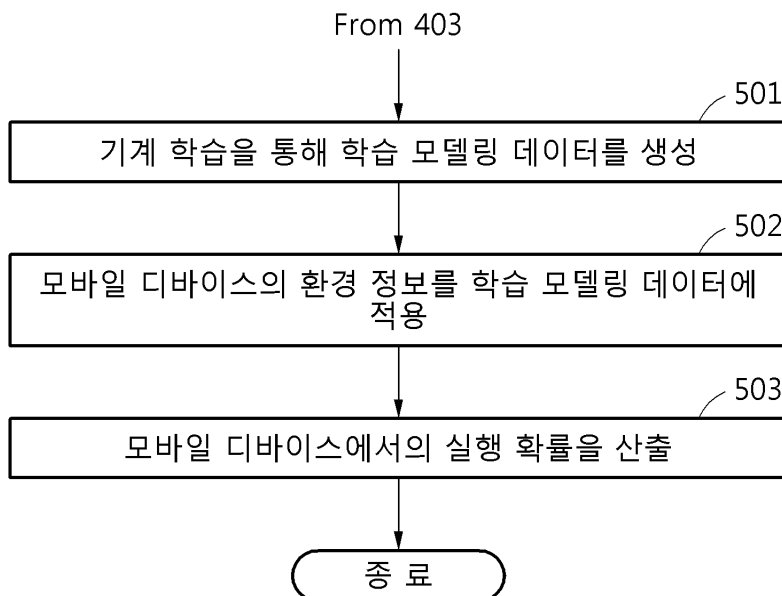 From 403
501
기계 학습을 통해 학습 모델링 데이터를 생성
502
모바일 디바이스의 환경 정보를 학습 모델링 데이터에
적용
503
모바일 디바이스에서의 실행 확률을 산출
종 료